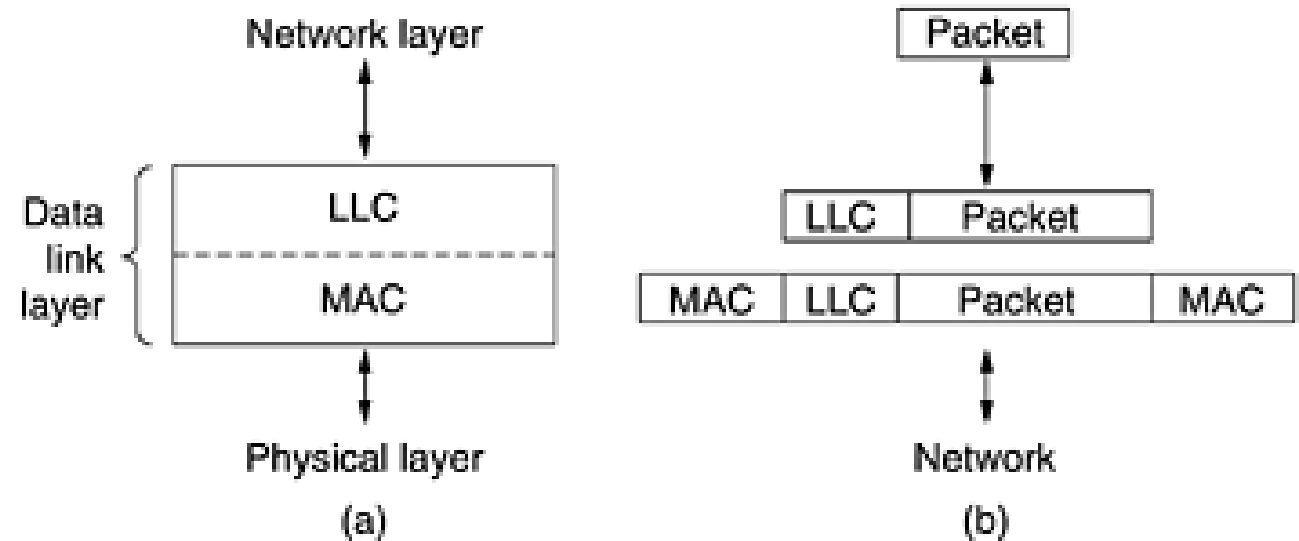 Network layer
Data
link
layer
LLC
MAC
Physical layer
(a)
Packet
LLC Packet
MAC LLC Packet MAC
Network
(b)